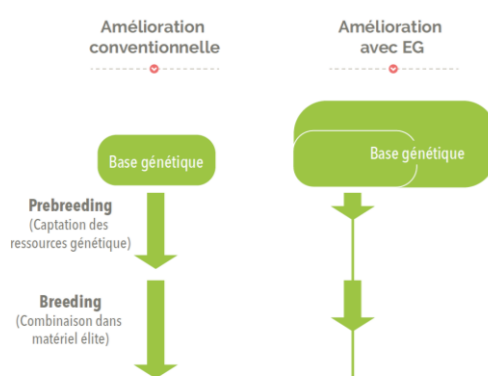 Amélioration
conventionnelle
Amélioration
avec EG
Base génétique
Base génétique
Prebreeding
(Captation des
ressources génétique)
Breeding
(Combinaison dans
matériel élite)